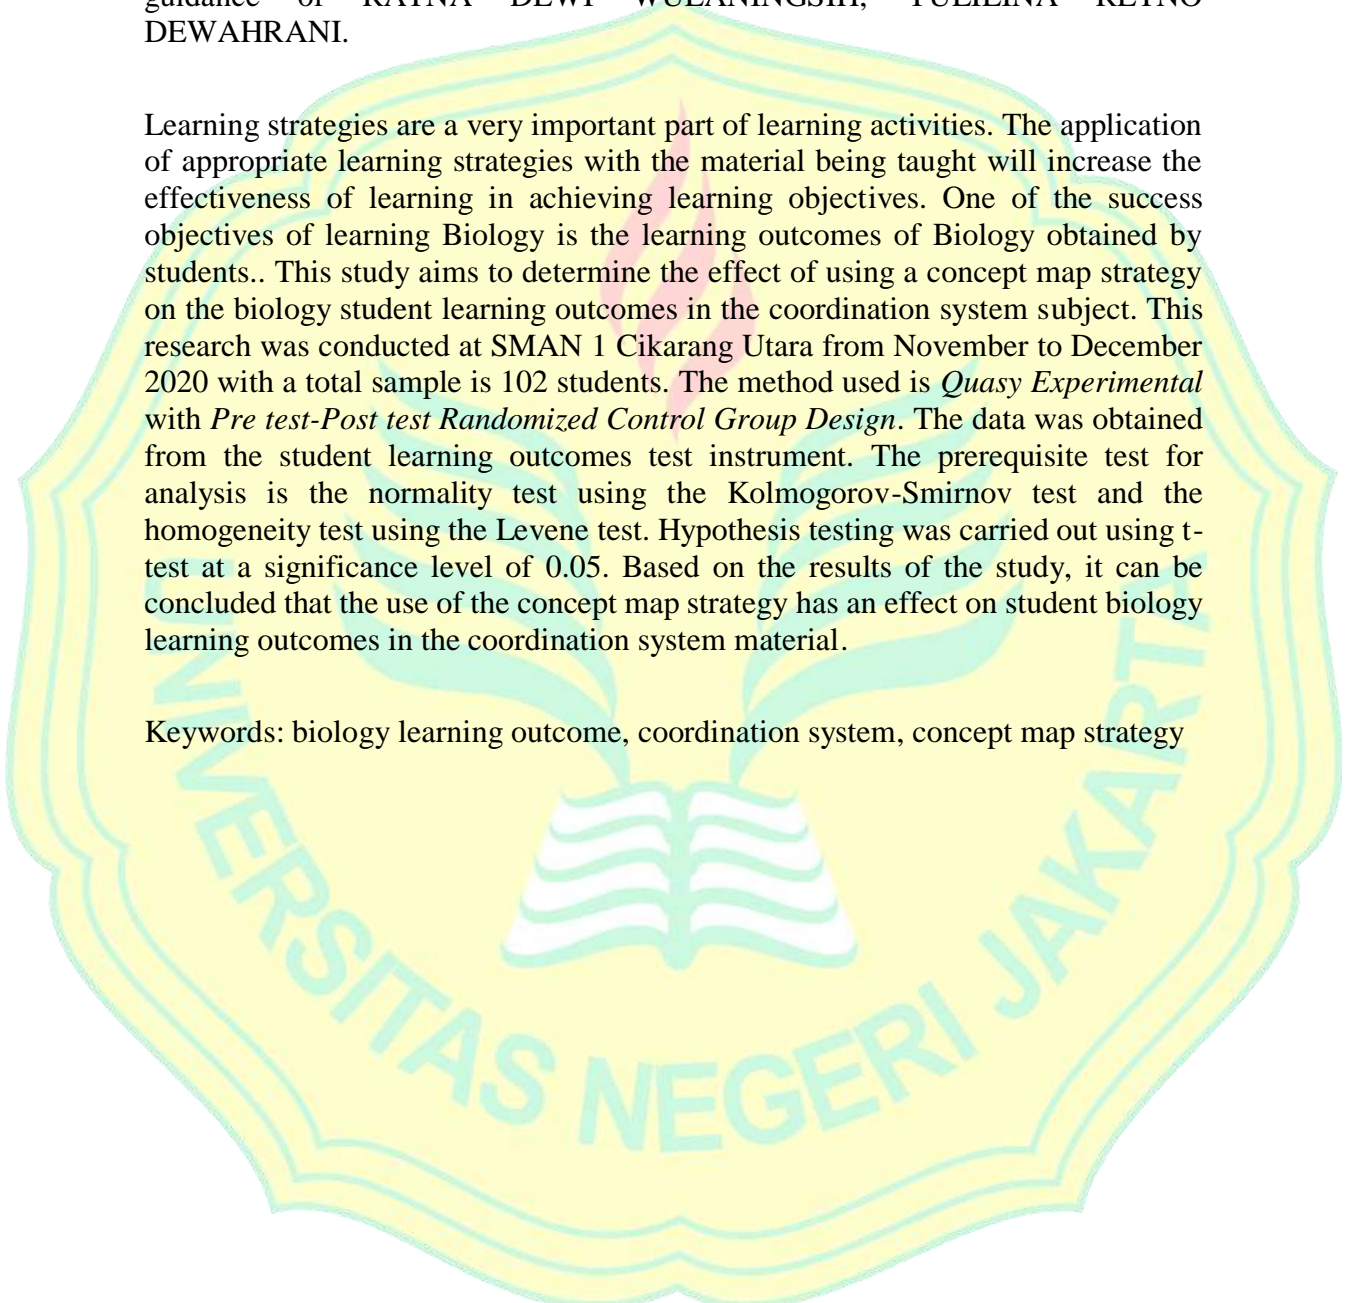 DEWAHRANI.
Learning strategies are a very important part of learning activities. The application
of appropriate learning strategies with the material being taught will increase the
effectiveness of learning in achieving learning objectives. One of the success
objectives of learning Biology is the learning outcomes of Biology obtained by
students.. This study aims to determine the effect of using a concept map strategy
on the biology student learning outcomes in the coordination system subject. This
research was conducted at SMAN 1 Cikarang Utara from November to December
2020 with a total sample is 102 students. The method used is Quasy Experimental
with Pre test-Post test Randomized Control Group Design. The data was obtained
from the student learning outcomes test instrument. The prerequisite test for
analysis is the normality test using the Kolmogorov-Smirnov test and the
homogeneity test using the Levene test. Hypothesis testing was carried out using t-
test at a significance level of 0.05. Based on the results of the study, it can be
concluded that the use of the concept map strategy has an effect on student biology
learning outcomes in the coordination system material.
Keywords: biology learning outcome, coordination system, concept map strategy
UNIVERSITAS NEGERI JAKARTA